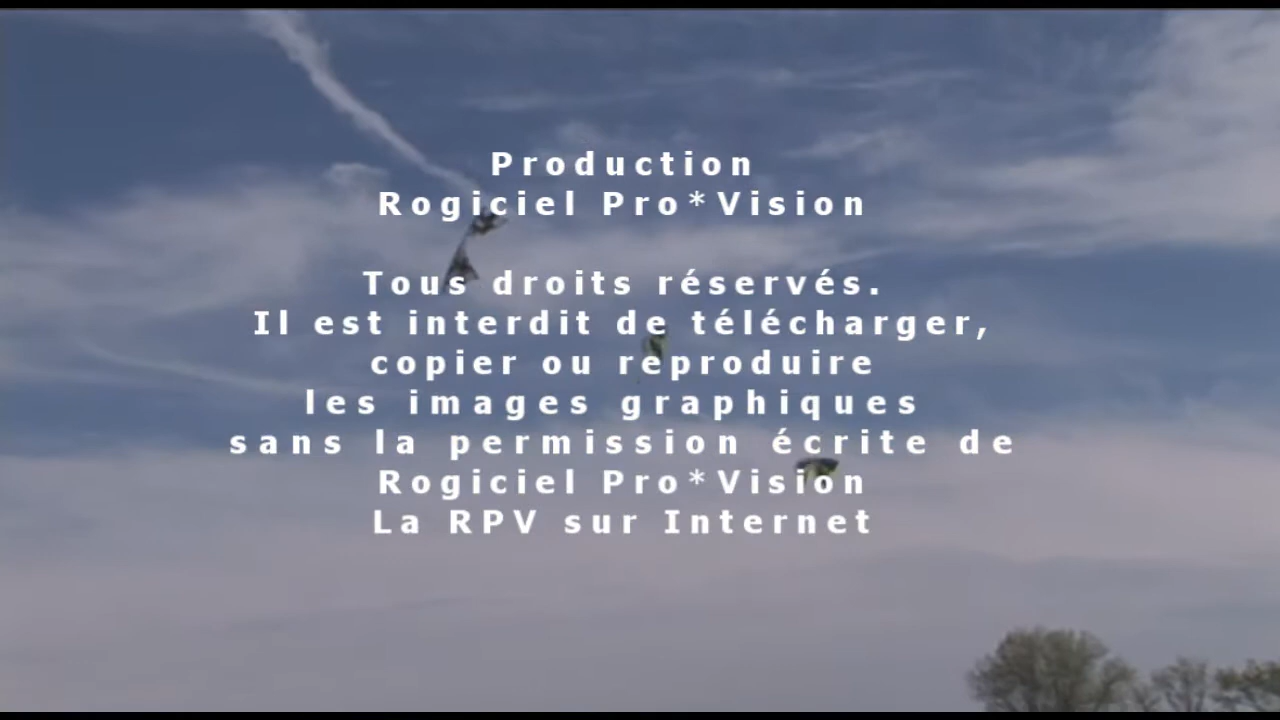 Production
Rogiciel Pro*Vision
Tous droits réservés.
Il est interdit de télécharger,
copier ou reproduire
les images graphiques
sans la permission écrite de
Rogiciel Pro*Vision
La RPV sur Internet